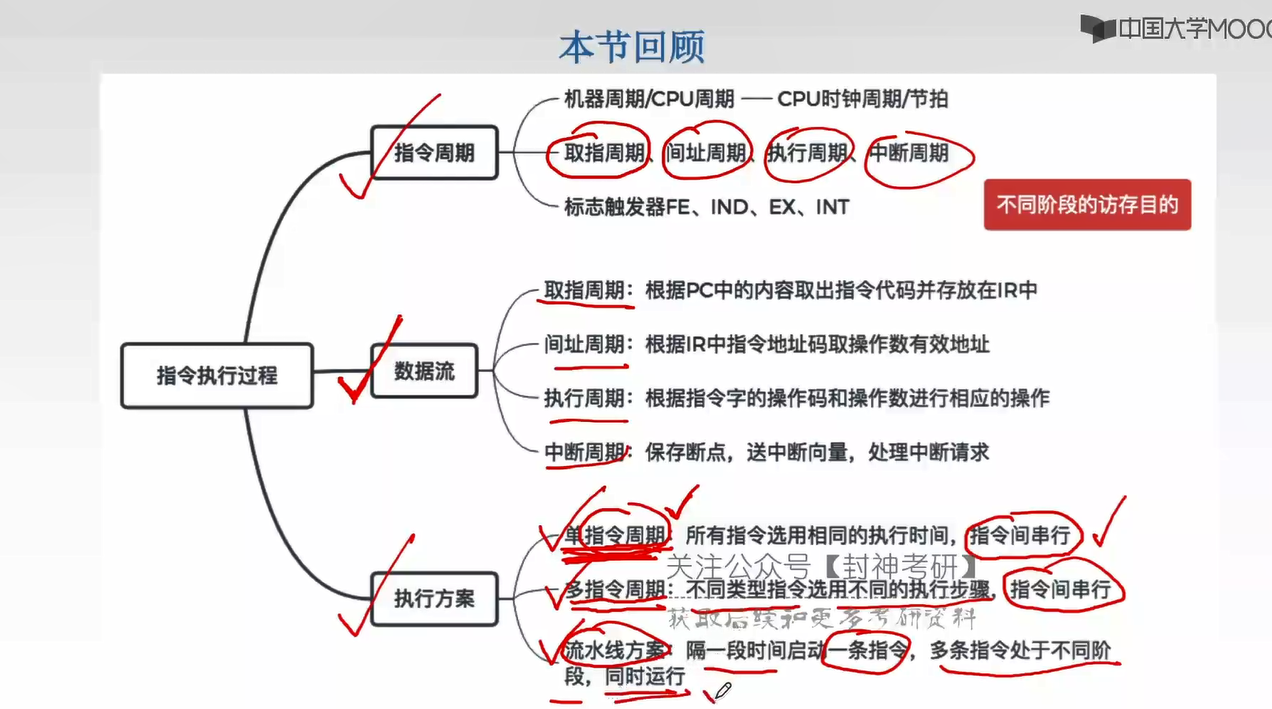 中国大学MOOC
本节回顾
机器周期/CPU周期 — CPU时钟周期/节拍
指令周期
取指周期、间址周期、执行周期、中断周期
标志触发器FE、IND、EX、INT
不同阶段的访存目的
取指周期：根据PC中的内容取出指令代码并存放在IR中
间址周期：根据IR中指令地址码取操作数有效地址
指令执行过程
数据流
执行周期：根据指令字的操作码和操作数进行相应的操作
中断周期：保存断点，送中断向量，处理中断请求
单指令周期：所有指令选用相同的执行时间，指令间串行
关注公众号【封神考研】
执行方案
多指令周期：不同类型指令选用不同的执行步骤，指令间串行
获取后续和更多考研资料
流水线方案：隔一段时间启动一条指令，多条指令处于不同阶
段，同时运行